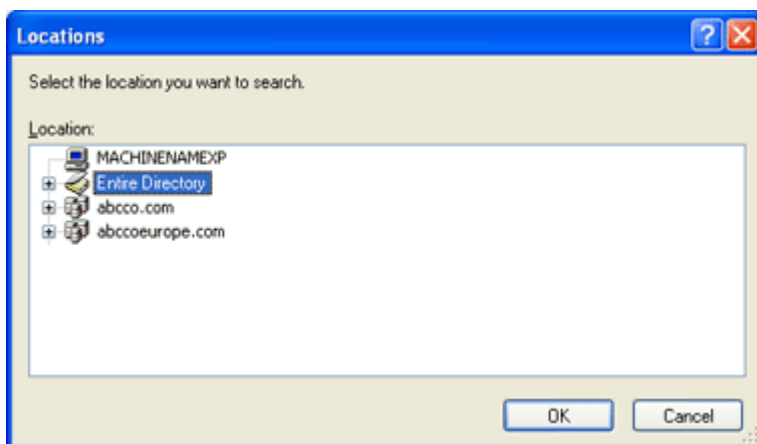 Locations
Select the location you want to search.
Location:
MACHINENAMEXP
Entire Directory
abcco.com
abccoeurope.com
OK
Cancel